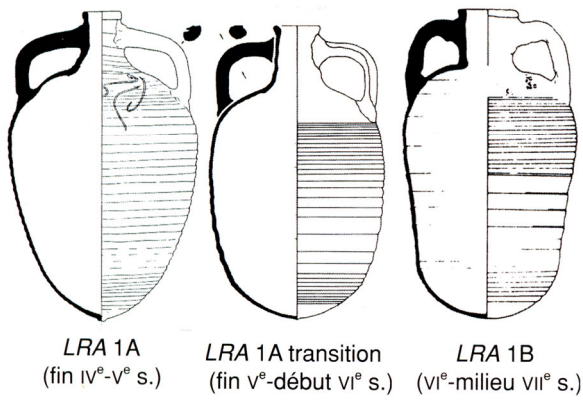 LRA 1A
(fin IVe-Ve s.)
LRA 1A transition
(fin Ve-début VIe s.)
LRA 1B
(VIe-milieu VIIe s.)